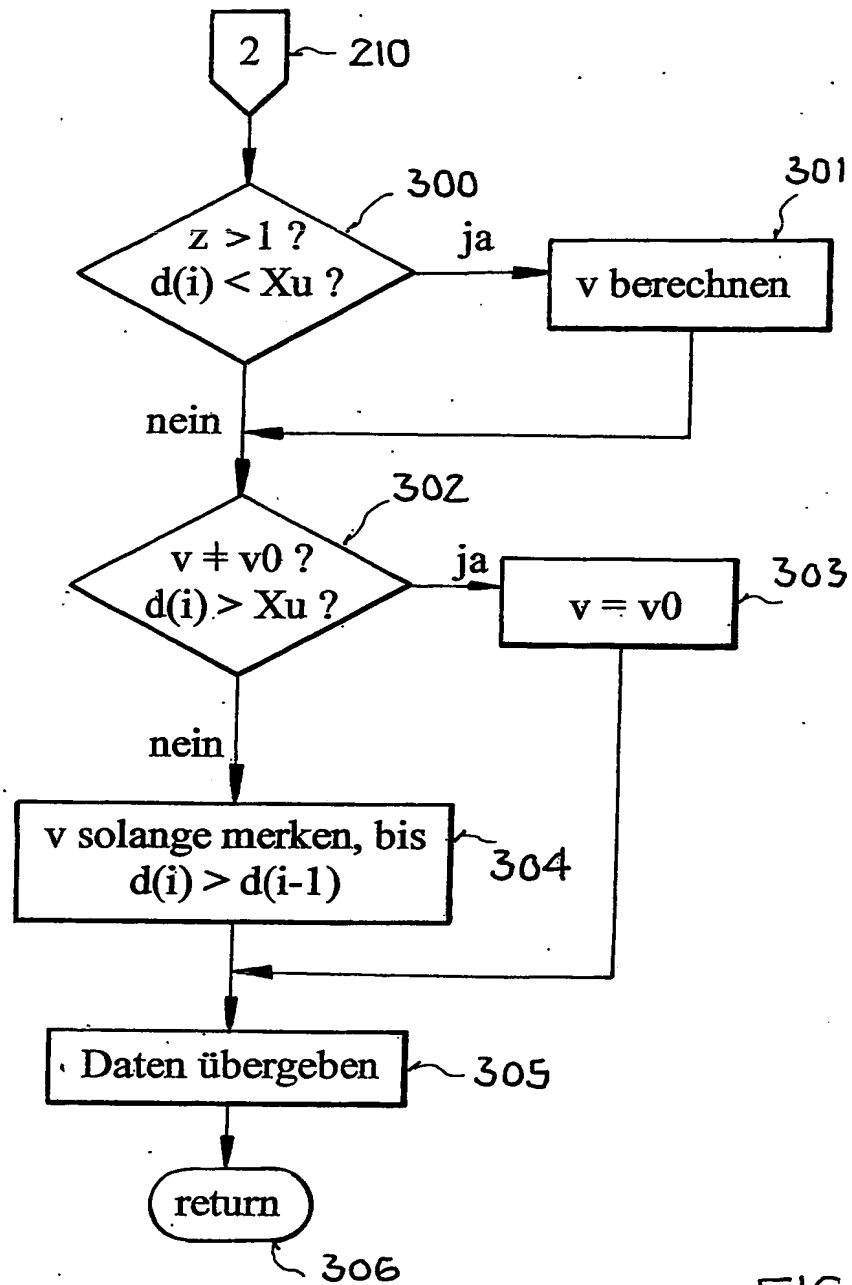 2
210
300
z >1 ?
d(i) < Xu ?
ja
301
v berechnen
nein
302
v ≠ v0 ?
d(i) > Xu ?
ja
303
v = v0
nein
v solange merken, bis
d(i) > d(i-1)
304
Daten übergeben
305
return
306